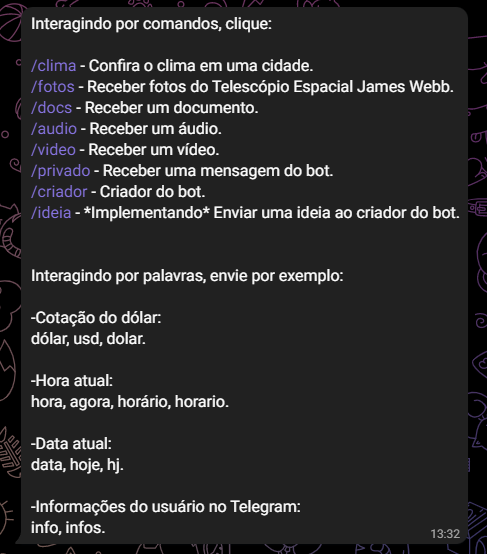 Interagindo por comandos, clique:
/clima - Confira o clima em uma cidade.
/fotos - Receber fotos do Telescópio Espacial James Webb.
/docs - Receber um documento.
/audio - Receber um áudio.
/video - Receber um vídeo.
/privado - Receber uma mensagem do bot.
/criador - Criador do bot.
/ideia - *Implementando* Enviar uma ideia ao criador do bot.
Interagindo por palavras, envie por exemplo:
-Cotação do dólar:
dólar, usd, dolar.
-Hora atual:
hora, agora, horário, horario.
-Data atual:
data, hoje, hj.
-Informações do usuário no Telegram:
info, infos.
13:32